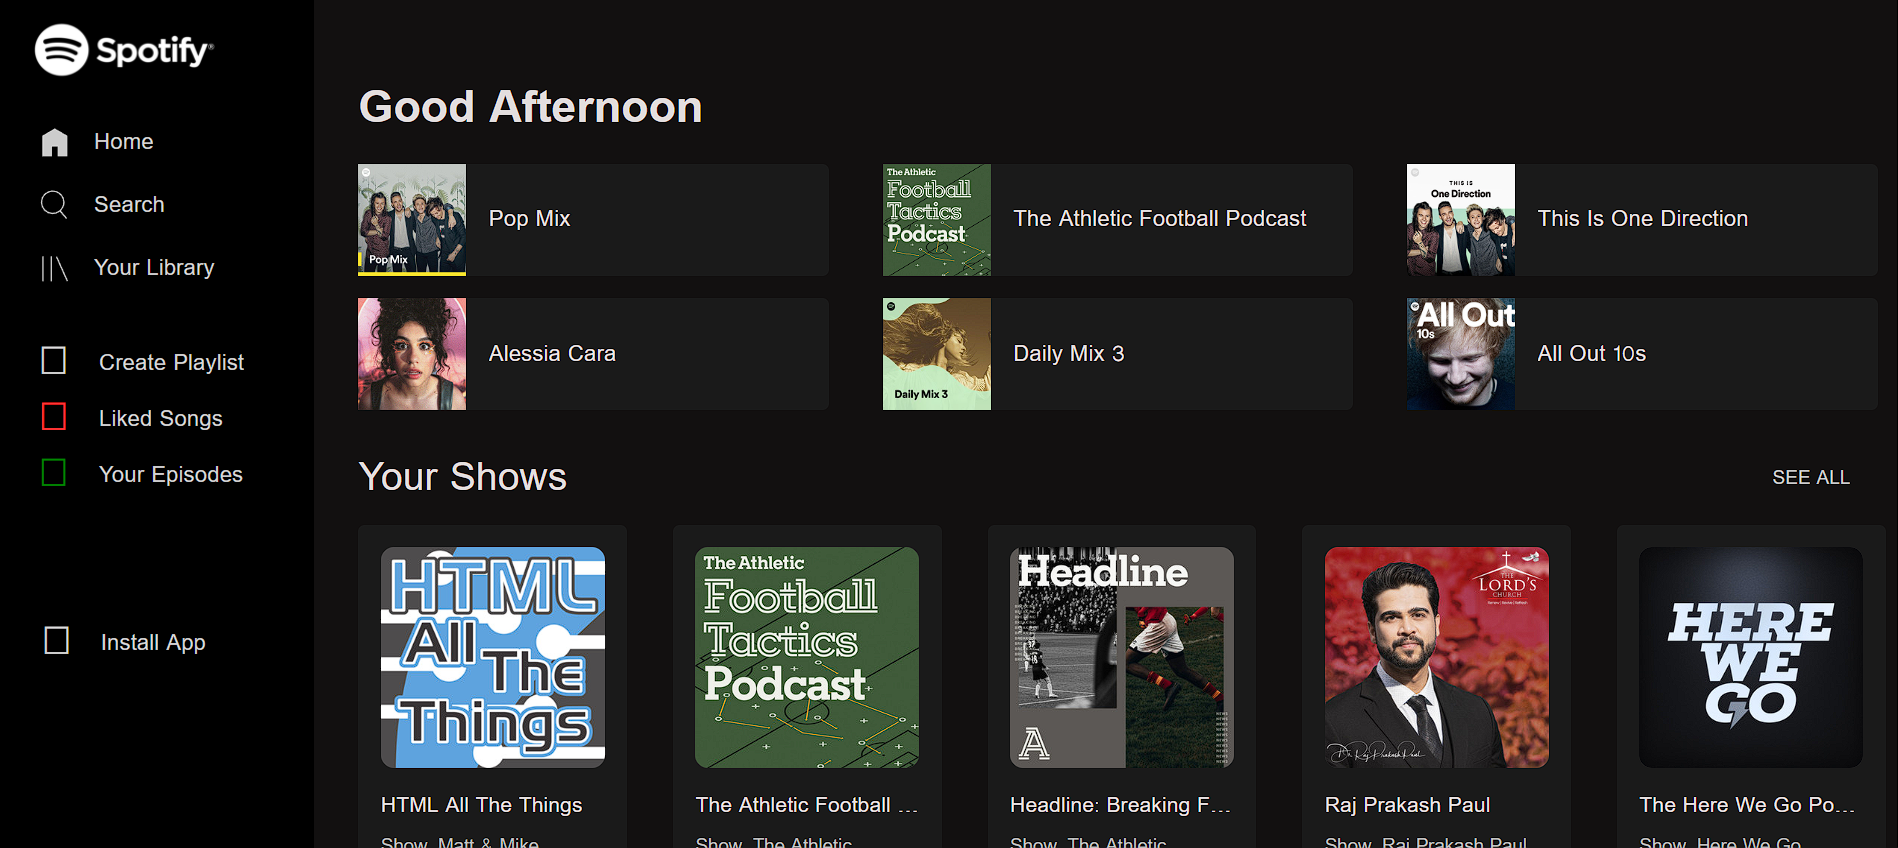 Spotify®
Home
Search
Your Library
Create Playlist
Liked Songs
Your Episodes
Install App
Good Afternoon
Pop Mix
Pop Mix
The Athletic
Football
Tactics
Podcast
The Athletic Football Podcast
THIS IS
One Direction
This Is One Direction
Alessia Cara
Daily Mix 3
Daily Mix 3
All Out
10s
All Out 10s
Your Shows
SEE ALL
HTML
All
The
Things
HTML All The Things
Show. Matt & Mike
The Athletic
Football
Tactics
Podcast
The Athletic Football ...
Show. The Athletic
Headline
A
Headline: Breaking F...
Show. The Athletic
THE
LORD'S
CHURCH
Dr. Raj Prakash Paul
Raj Prakash Paul
Show. Raj Prakash Paul
HERE
WE
GO
The Here We Go Po...
Show. Here We Go